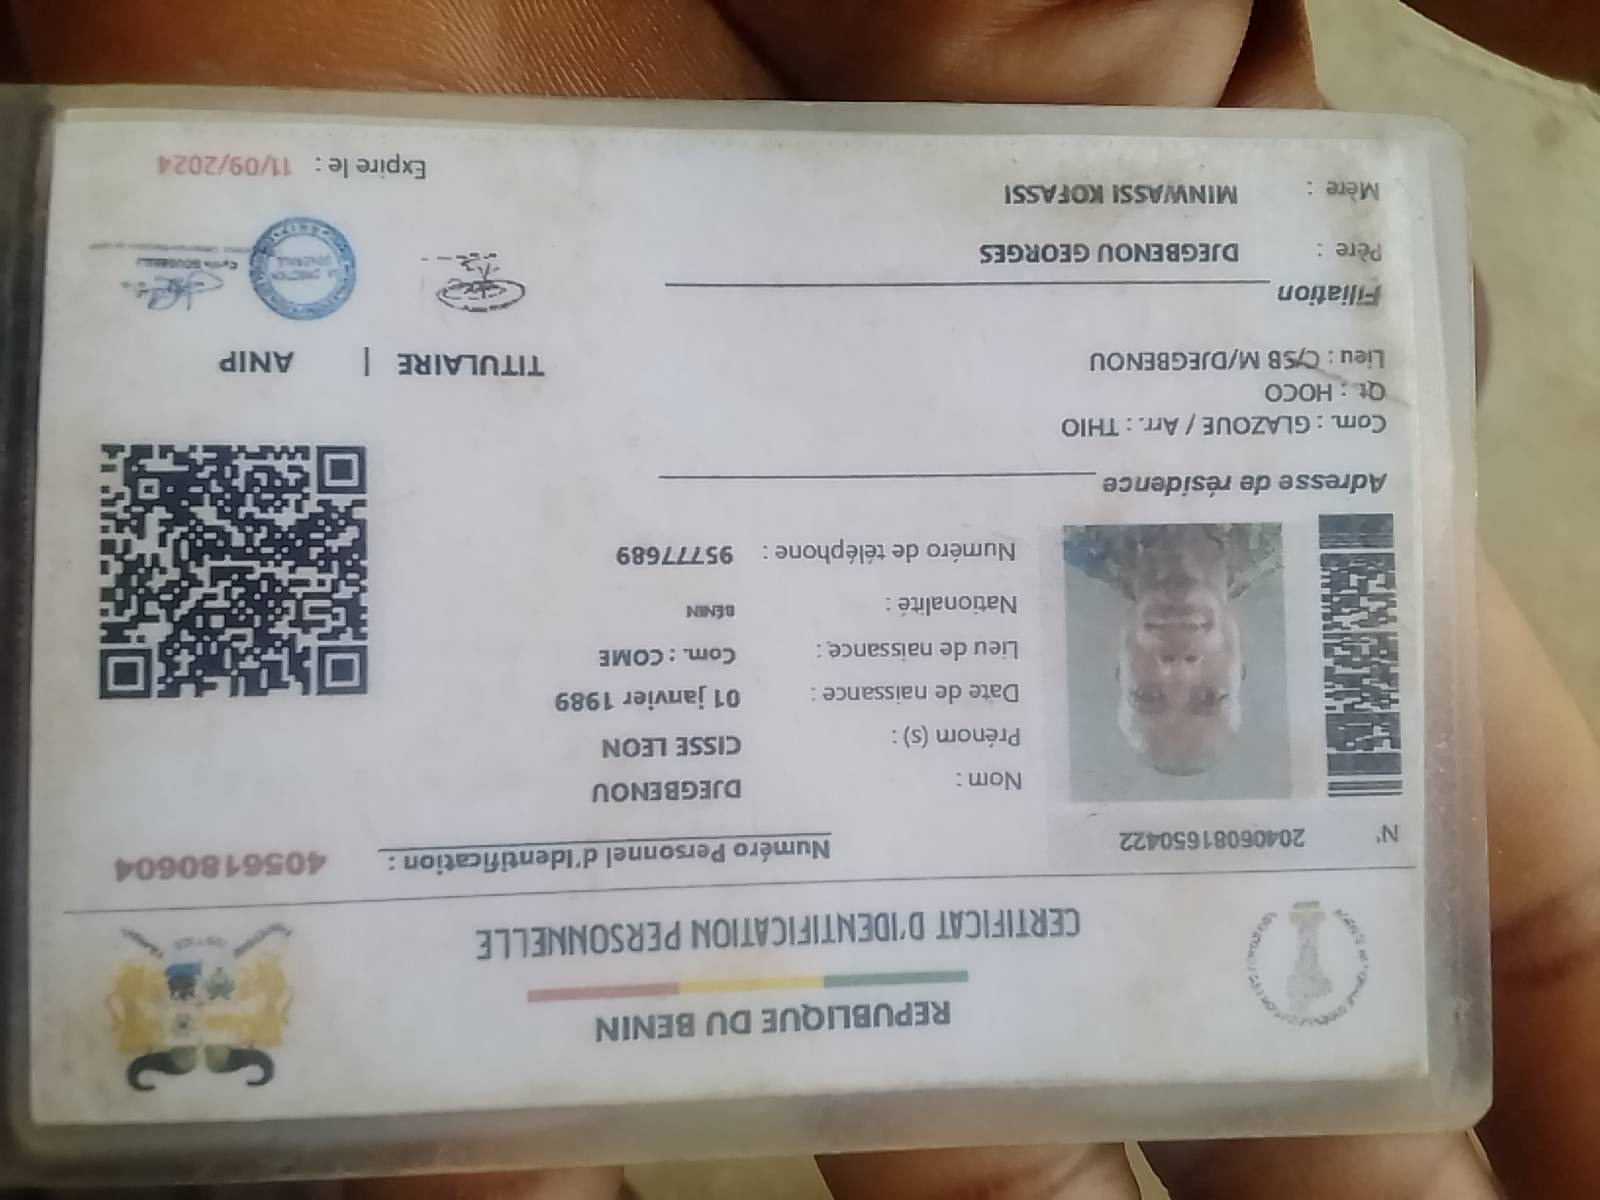 REPUBLIQUE DU BENIN
CERTIFICAT D'IDENTIFICATION PERSONNELLE
N° 20406081650422
Numéro Personnel d'Identification : 4056180604
Nom : DJEGBENOU
Prénom (s) : CISSE LEON
Date de naissance : 01 janvier 1989
Lieu de naissance : Com. : COME
Nationalité : BÉNIN
Numéro de téléphone : 95777689
Adresse de résidence
Com. : GLAZOUE / Arr. : THIO
Qt : HOCO
Lieu : C/SB M/DJEGBENOU
TITULAIRE | ANIP
Filiation
Père : DJEGBENOU GEORGES
Mère : MINWASSI KOFASSI
Expire le : 11/09/2024